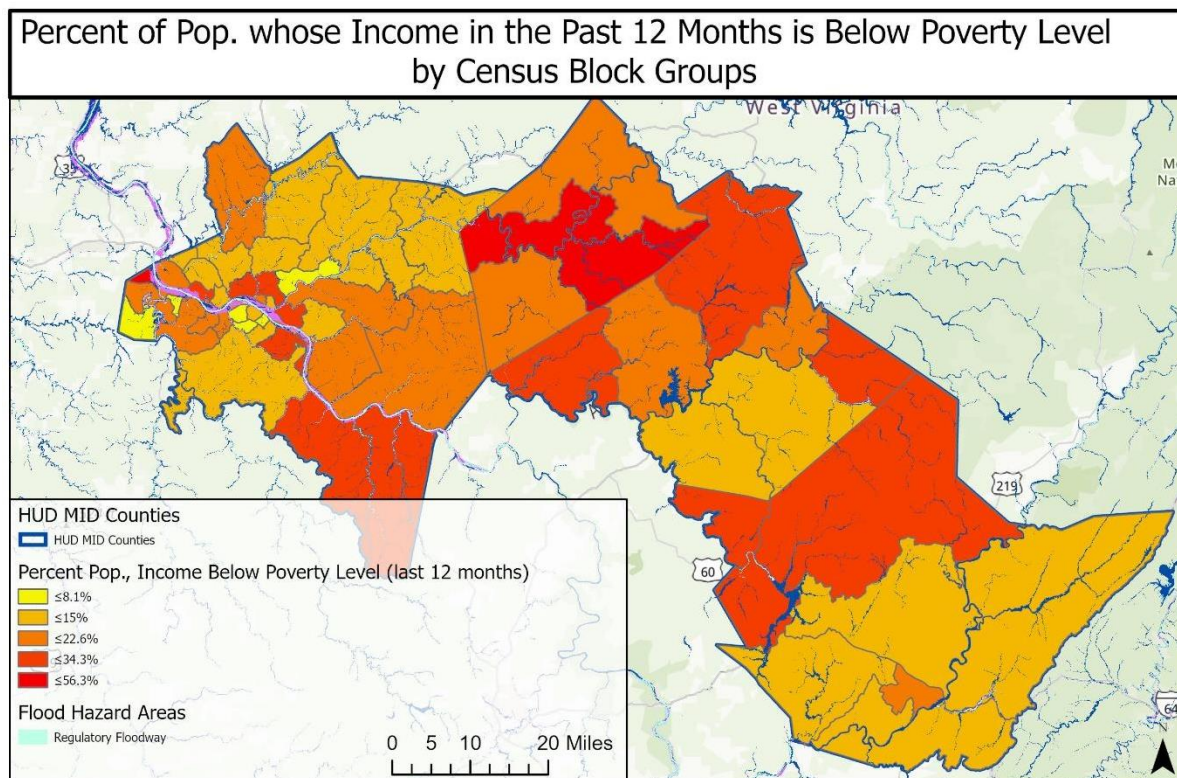 Percent of Pop. whose Income in the Past 12 Months is Below Poverty Level
by Census Block Groups
West Virginia
35
219
60
64
HUD MID Counties
HUD MID Counties
Percent Pop., Income Below Poverty Level (last 12 months)
≤8.1%
≤15%
≤22.6%
≤34.3%
≤56.3%
Flood Hazard Areas
Regulatory Floodway
0 5 10 20 Miles